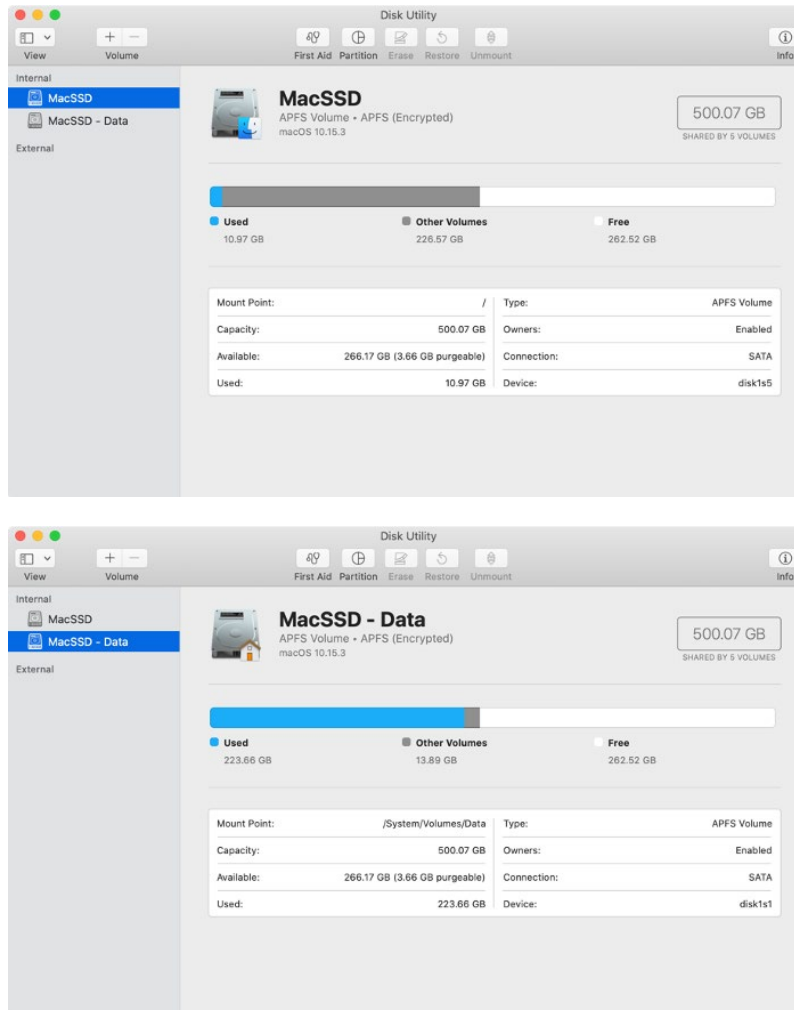 Disk Utility
View Volume First Aid Partition Erase Restore Unmount Info
Internal
MacSSD
MacSSD - Data
External
MacSSD
APFS Volume • APFS (Encrypted)
macOS 10.15.3
500.07 GB
SHARED BY 5 VOLUMES
Used Other Volumes Free
10.97 GB 226.57 GB 262.52 GB
Mount Point: / Type: APFS Volume
Capacity: 500.07 GB Owners: Enabled
Available: 266.17 GB (3.66 GB purgeable) Connection: SATA
Used: 10.97 GB Device: disk1s5
Disk Utility
View Volume First Aid Partition Erase Restore Unmount Info
Internal
MacSSD
MacSSD - Data
External
MacSSD - Data
APFS Volume • APFS (Encrypted)
macOS 10.15.3
500.07 GB
SHARED BY 5 VOLUMES
Used Other Volumes Free
223.66 GB 13.89 GB 262.52 GB
Mount Point: /System/Volumes/Data Type: APFS Volume
Capacity: 500.07 GB Owners: Enabled
Available: 266.17 GB (3.66 GB purgeable) Connection: SATA
Used: 223.66 GB Device: disk1s1